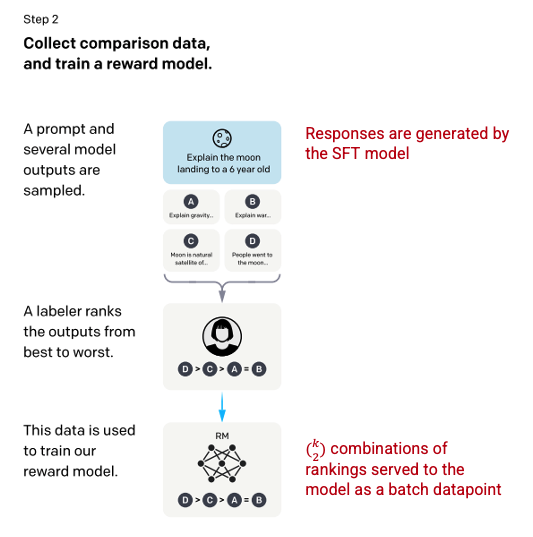 Step 2
Collect comparison data,
and train a reward model.
A prompt and
several model
outputs are
sampled.
Explain the moon
landing to a 6 year old
A
Explain gravity...
B
Explain war...
C
Moon is natural
satellite of...
D
People went to
the moon...
Responses are generated by
the SFT model
A labeler ranks
the outputs from
best to worst.
D > C > A = B
This data is used
to train our
reward model.
RM
D > C > A = B
(k 2) combinations of
rankings served to the
model as a batch datapoint